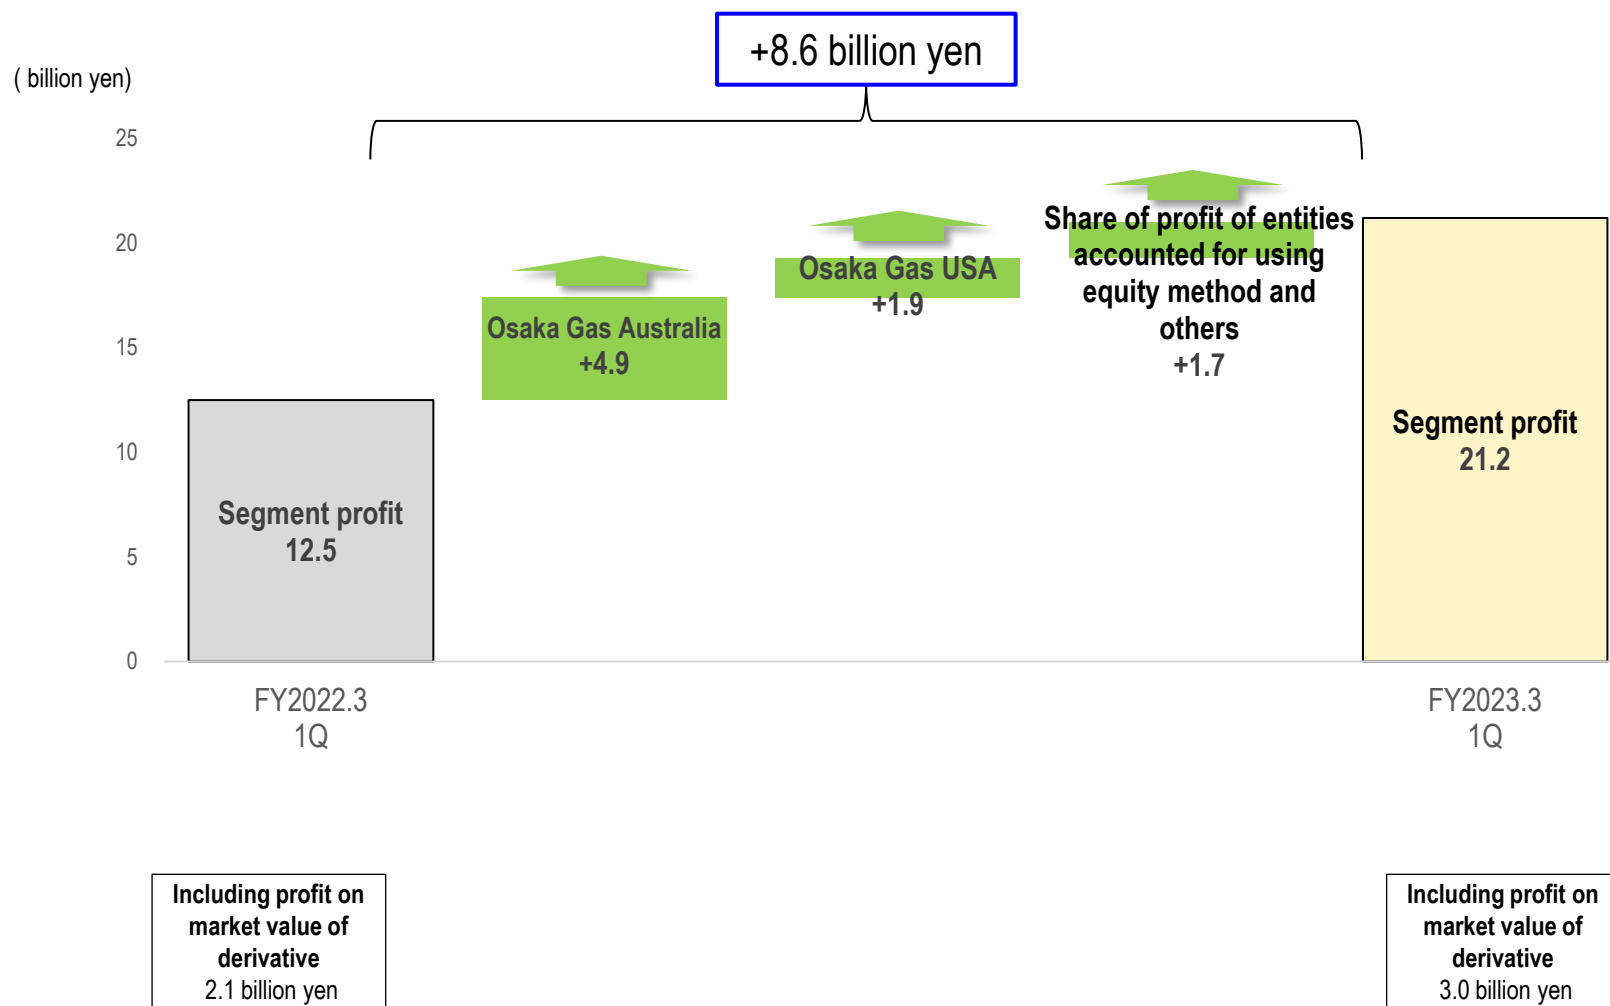 +8.6 billion yen
( billion yen)
25
20
15
10
5
0
Osaka Gas Australia
+4.9
Osaka Gas USA
+1.9
Share of profit of entities
accounted for using
equity method and
others
+1.7
Segment profit
12.5
Segment profit
21.2
FY2022.3
1Q
FY2023.3
1Q
Including profit on
market value of
derivative
2.1 billion yen
Including profit on
market value of
derivative
3.0 billion yen